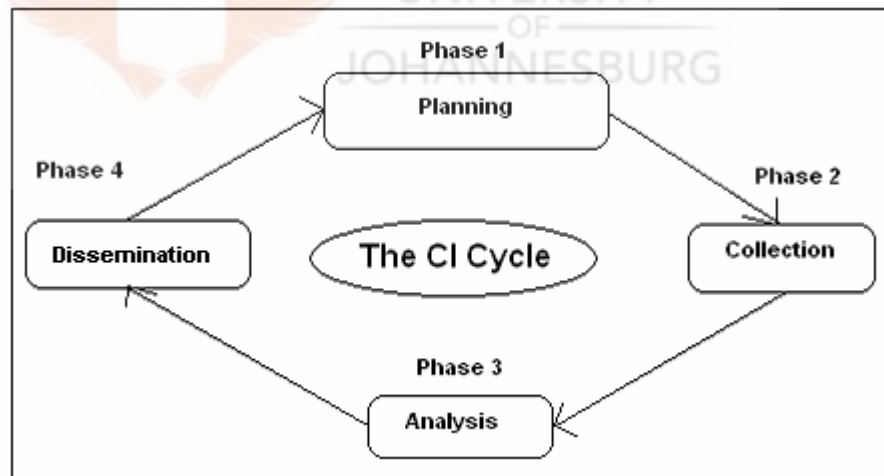 UNIVERSITY
OF
JOHANNESBURG
Phase 1
Planning
Phase 2
Collection
Phase 3
Analysis
Phase 4
Dissemination
The CI Cycle